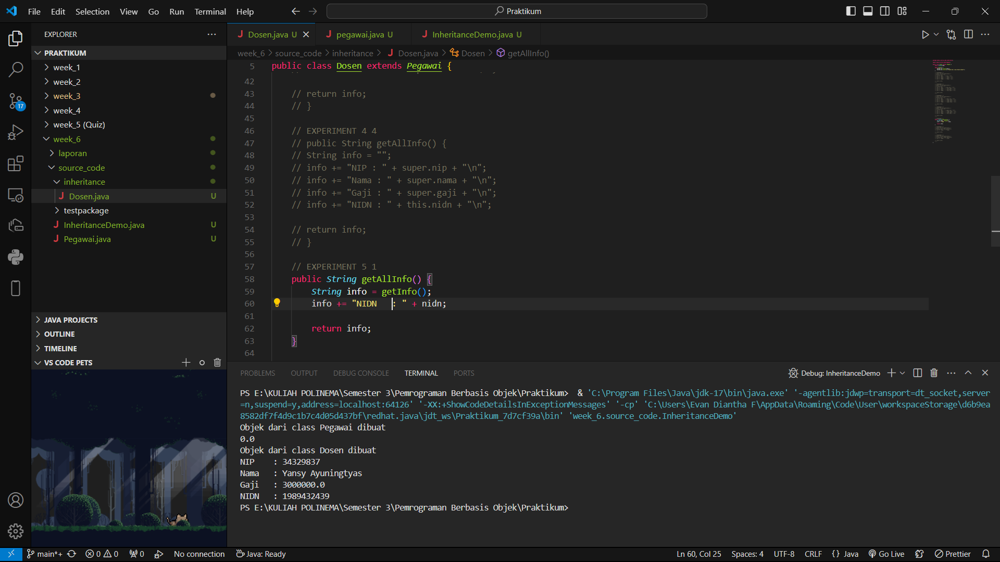 File Edit Selection View Go Run Terminal Help
Praktikum
EXPLORER
PRAKTIKUM
week_1
week_2
week_3
week_4
week_5 (Quiz)
week_6
laporan
source_code
inheritance
Dosen.java U
testpackage
InheritanceDemo.java U
Pegawai.java U
17
JAVA PROJECTS
OUTLINE
TIMELINE
VS CODE PETS
Dosen.java U
pegawai.java U
InheritanceDemo.java U
week_6 > source_code > inheritance > Dosen.java > Dosen > getAllInfo()
5 public class Dosen extends Pegawai {
42
43 // return info;
44 // }
45
46 // EXPERIMENT 4 4
47 // public String getAllInfo() {
48 // String info = "";
49 // info += "NIP : " + super.nip + "\n";
50 // info += "Nama : " + super.nama + "\n";
51 // info += "Gaji : " + super.gaji + "\n";
52 // info += "NIDN : " + this.nidn + "\n";
53
54 // return info;
55 // }
56
57 // EXPERIMENT 5 1
58 public String getAllInfo() {
59 String info = getInfo();
60 info += "NIDN   : " + nidn;
61
62 return info;
63 }
64
PROBLEMS OUTPUT DEBUG CONSOLE TERMINAL PORTS
Debug: InheritanceDemo
PS E:\KULIAH POLINEMA\Semester 3\Pemrograman Berbasis Objek\Praktikum>  & 'C:\Program Files\Java\jdk-17\bin\java.exe' '-agentlib:jdwp=transport=dt_socket,server
=n,suspend=y,address=localhost:64126' '-XX:+ShowCodeDetailsInExceptionMessages' '-cp' 'C:\Users\Evan Diantha F\AppData\Roaming\Code\User\workspaceStorage\d6b9ea
8582df7f4d9c1b7c4d05d437bf\redhat.java\jdt_ws\Praktikum_7d7cf39a\bin' 'week_6.source_code.InheritanceDemo'
Objek dari class Pegawai dibuat
0.0
Objek dari class Dosen dibuat
NIP    : 34329837
Nama   : Yansy Ayuningtyas
Gaji   : 3000000.0
NIDN   : 1989432439
PS E:\KULIAH POLINEMA\Semester 3\Pemrograman Berbasis Objek\Praktikum>
main*+ 0 0 0 No connection Java: Ready Ln 60, Col 25 Spaces: 4 UTF-8 CRLF {} Java Go Live Prettier